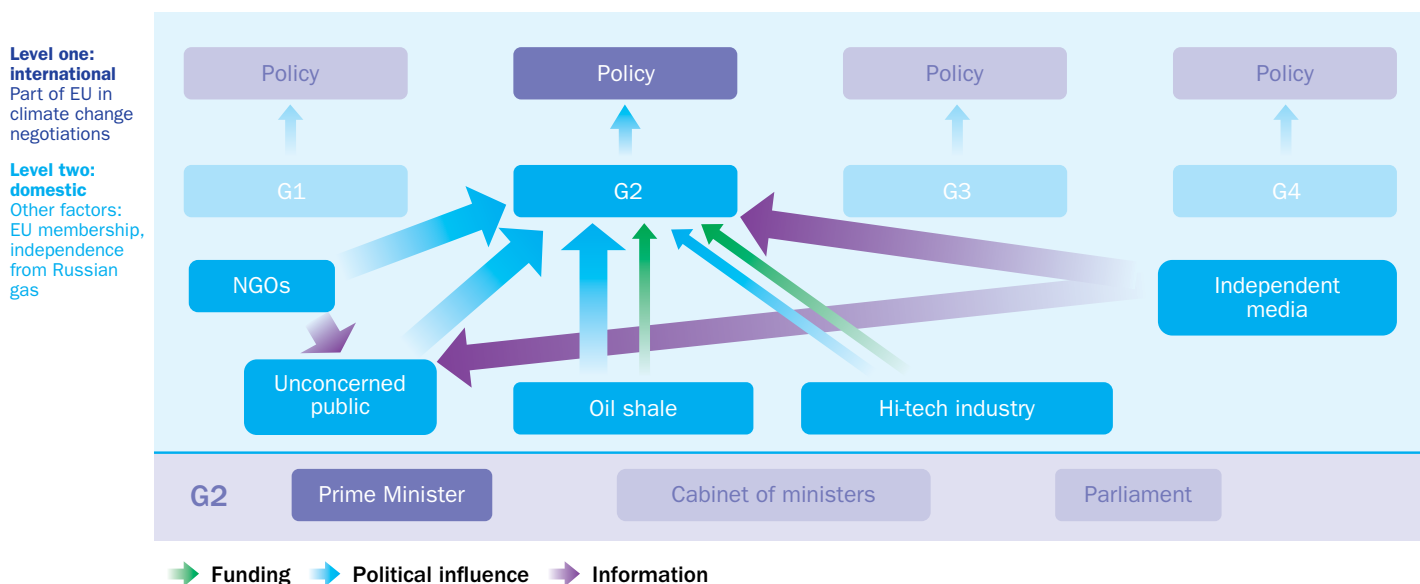 Level one:
international
Part of EU in
climate change
negotiations
Level two:
domestic
Other factors:
EU membership,
independence
from Russian
gas
Policy
Policy
Policy
Policy
G1
G2
G3
G4
NGOs
Independent
media
Unconcerned
public
Oil shale
Hi-tech industry
G2
Prime Minister
Cabinet of ministers
Parliament
Funding
Political influence
Information